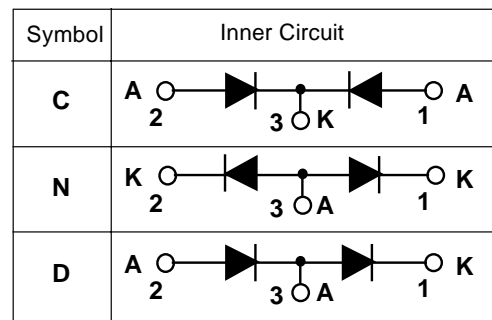 Symbol Inner Circuit
C A 2 3 K 1 A
N K 2 3 A 1 K
D A 2 3 A 1 K